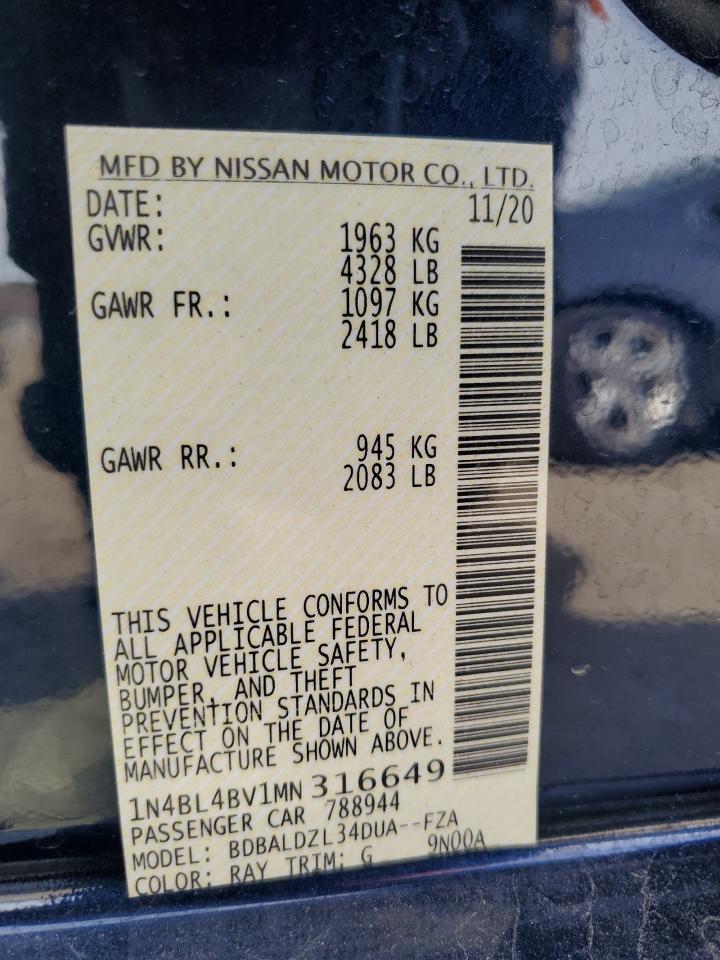 MFD BY NISSAN MOTOR CO., LTD.
DATE: 11/20
GVWR: 1963 KG
4328 LB
GAWR FR.: 1097 KG
2418 LB
GAWR RR.: 945 KG
2083 LB
THIS VEHICLE CONFORMS TO
ALL APPLICABLE FEDERAL
MOTOR VEHICLE SAFETY,
BUMPER, AND THEFT
PREVENTION STANDARDS IN
EFFECT ON THE DATE OF
MANUFACTURE SHOWN ABOVE.
1N4BL4BV1MN316649
PASSENGER CAR 788944
MODEL: BDBALDZL34DUA--FZA
COLOR: RAY TRIM: G 9N00A